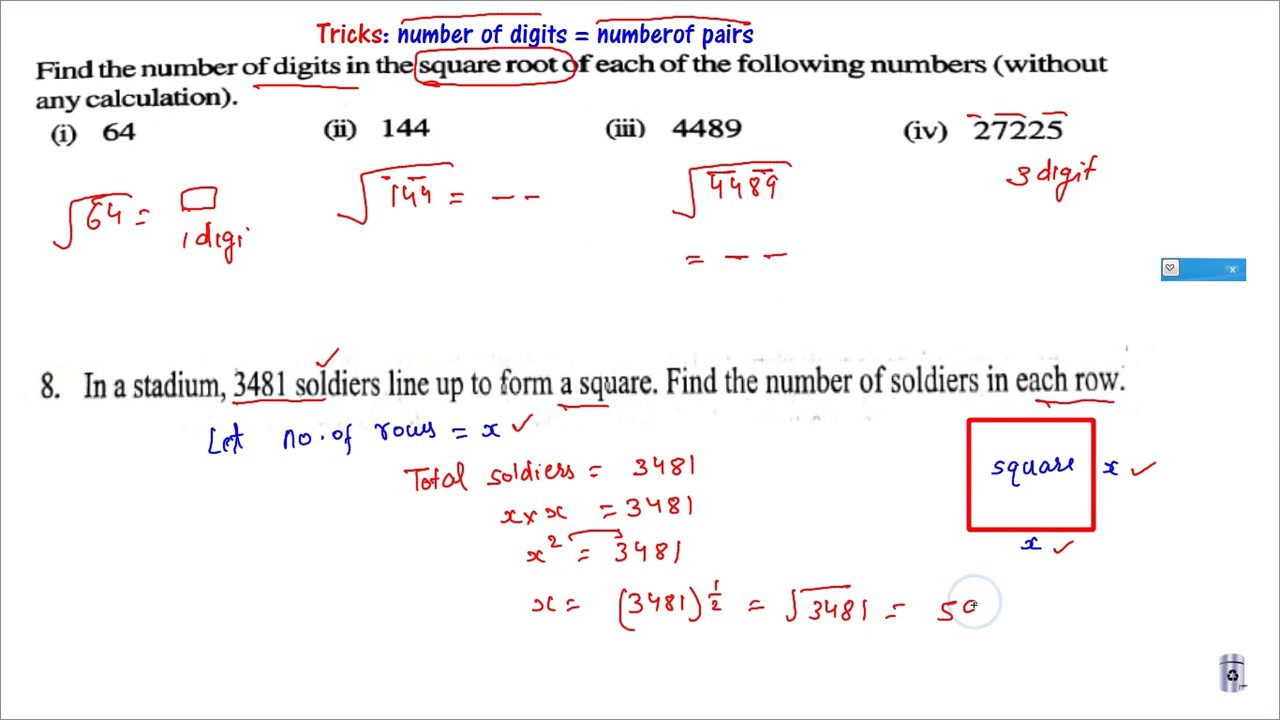 Tricks: number of digits = numberof pairs
Find the number of digits in the square root of each of the following numbers (without
any calculation).
(i) 64 (ii) 144 (iii) 4489 (iv) 27225
3 digit
√64 = √144 = -- √4489
1 digi
= --
8. In a stadium, 3481 soldiers line up to form a square. Find the number of soldiers in each row.
Let no. of rows = x ✓
Total soldiers = 3481
square x ✓
x × x = 3481
x² = 3481
x ✓
x = (3481)^1/2 = √3481 = 5